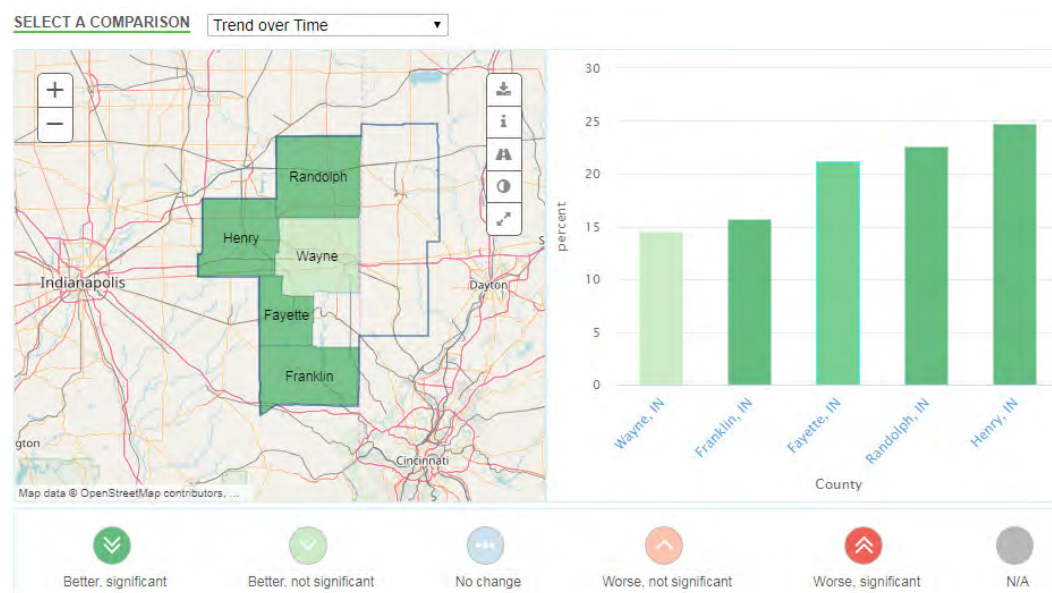 SELECT A COMPARISON
Trend over Time
+
−
i
Randolph
Henry
Wayne
Indianapolis
Dayton
Fayette
Franklin
gton
Cincinnati
Map data © OpenStreetMap contributors, ...
S
30
25
20
15
10
5
0
percent
Wayne, IN
Franklin, IN
Fayette, IN
Randolph, IN
Henry, IN
County
Better, significant
Better, not significant
No change
Worse, not significant
Worse, significant
N/A